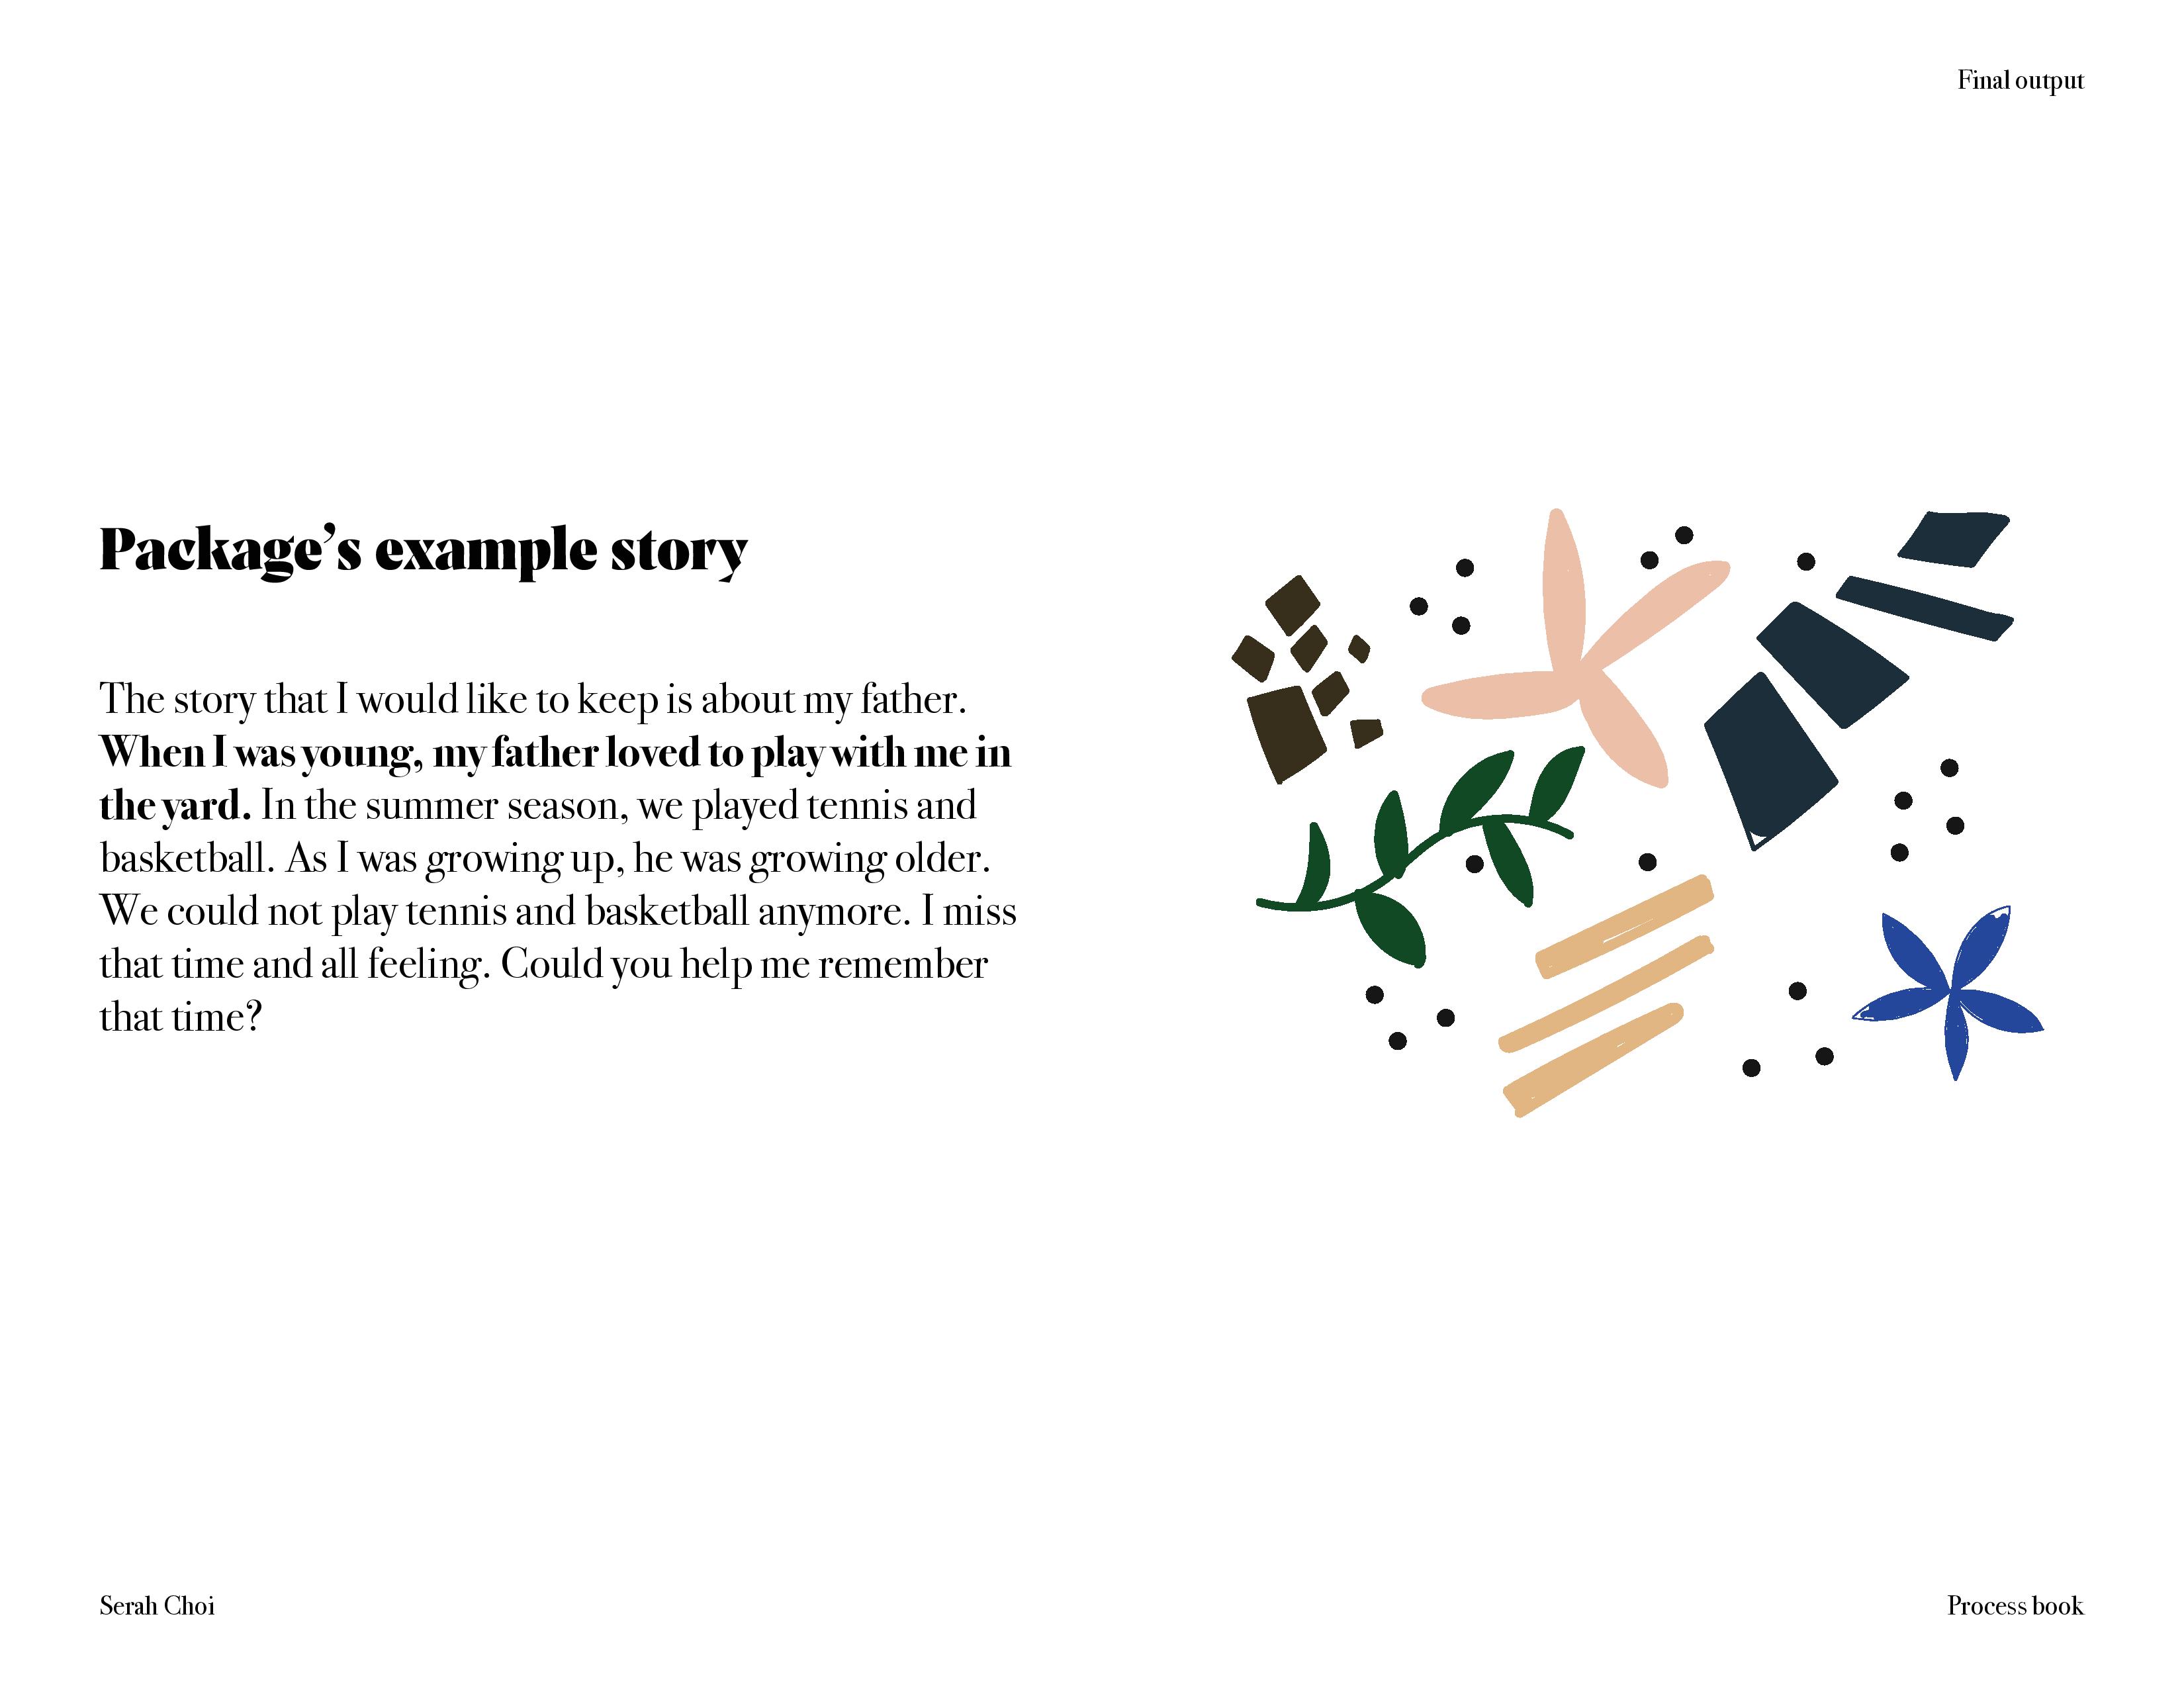 Final output
Package’s example story
The story that I would like to keep is about my father.
When I was young, my father loved to play with me in
the yard. In the summer season, we played tennis and
basketball. As I was growing up, he was growing older.
We could not play tennis and basketball anymore. I miss
that time and all feeling. Could you help me remember
that time?
Serah Choi
Process book